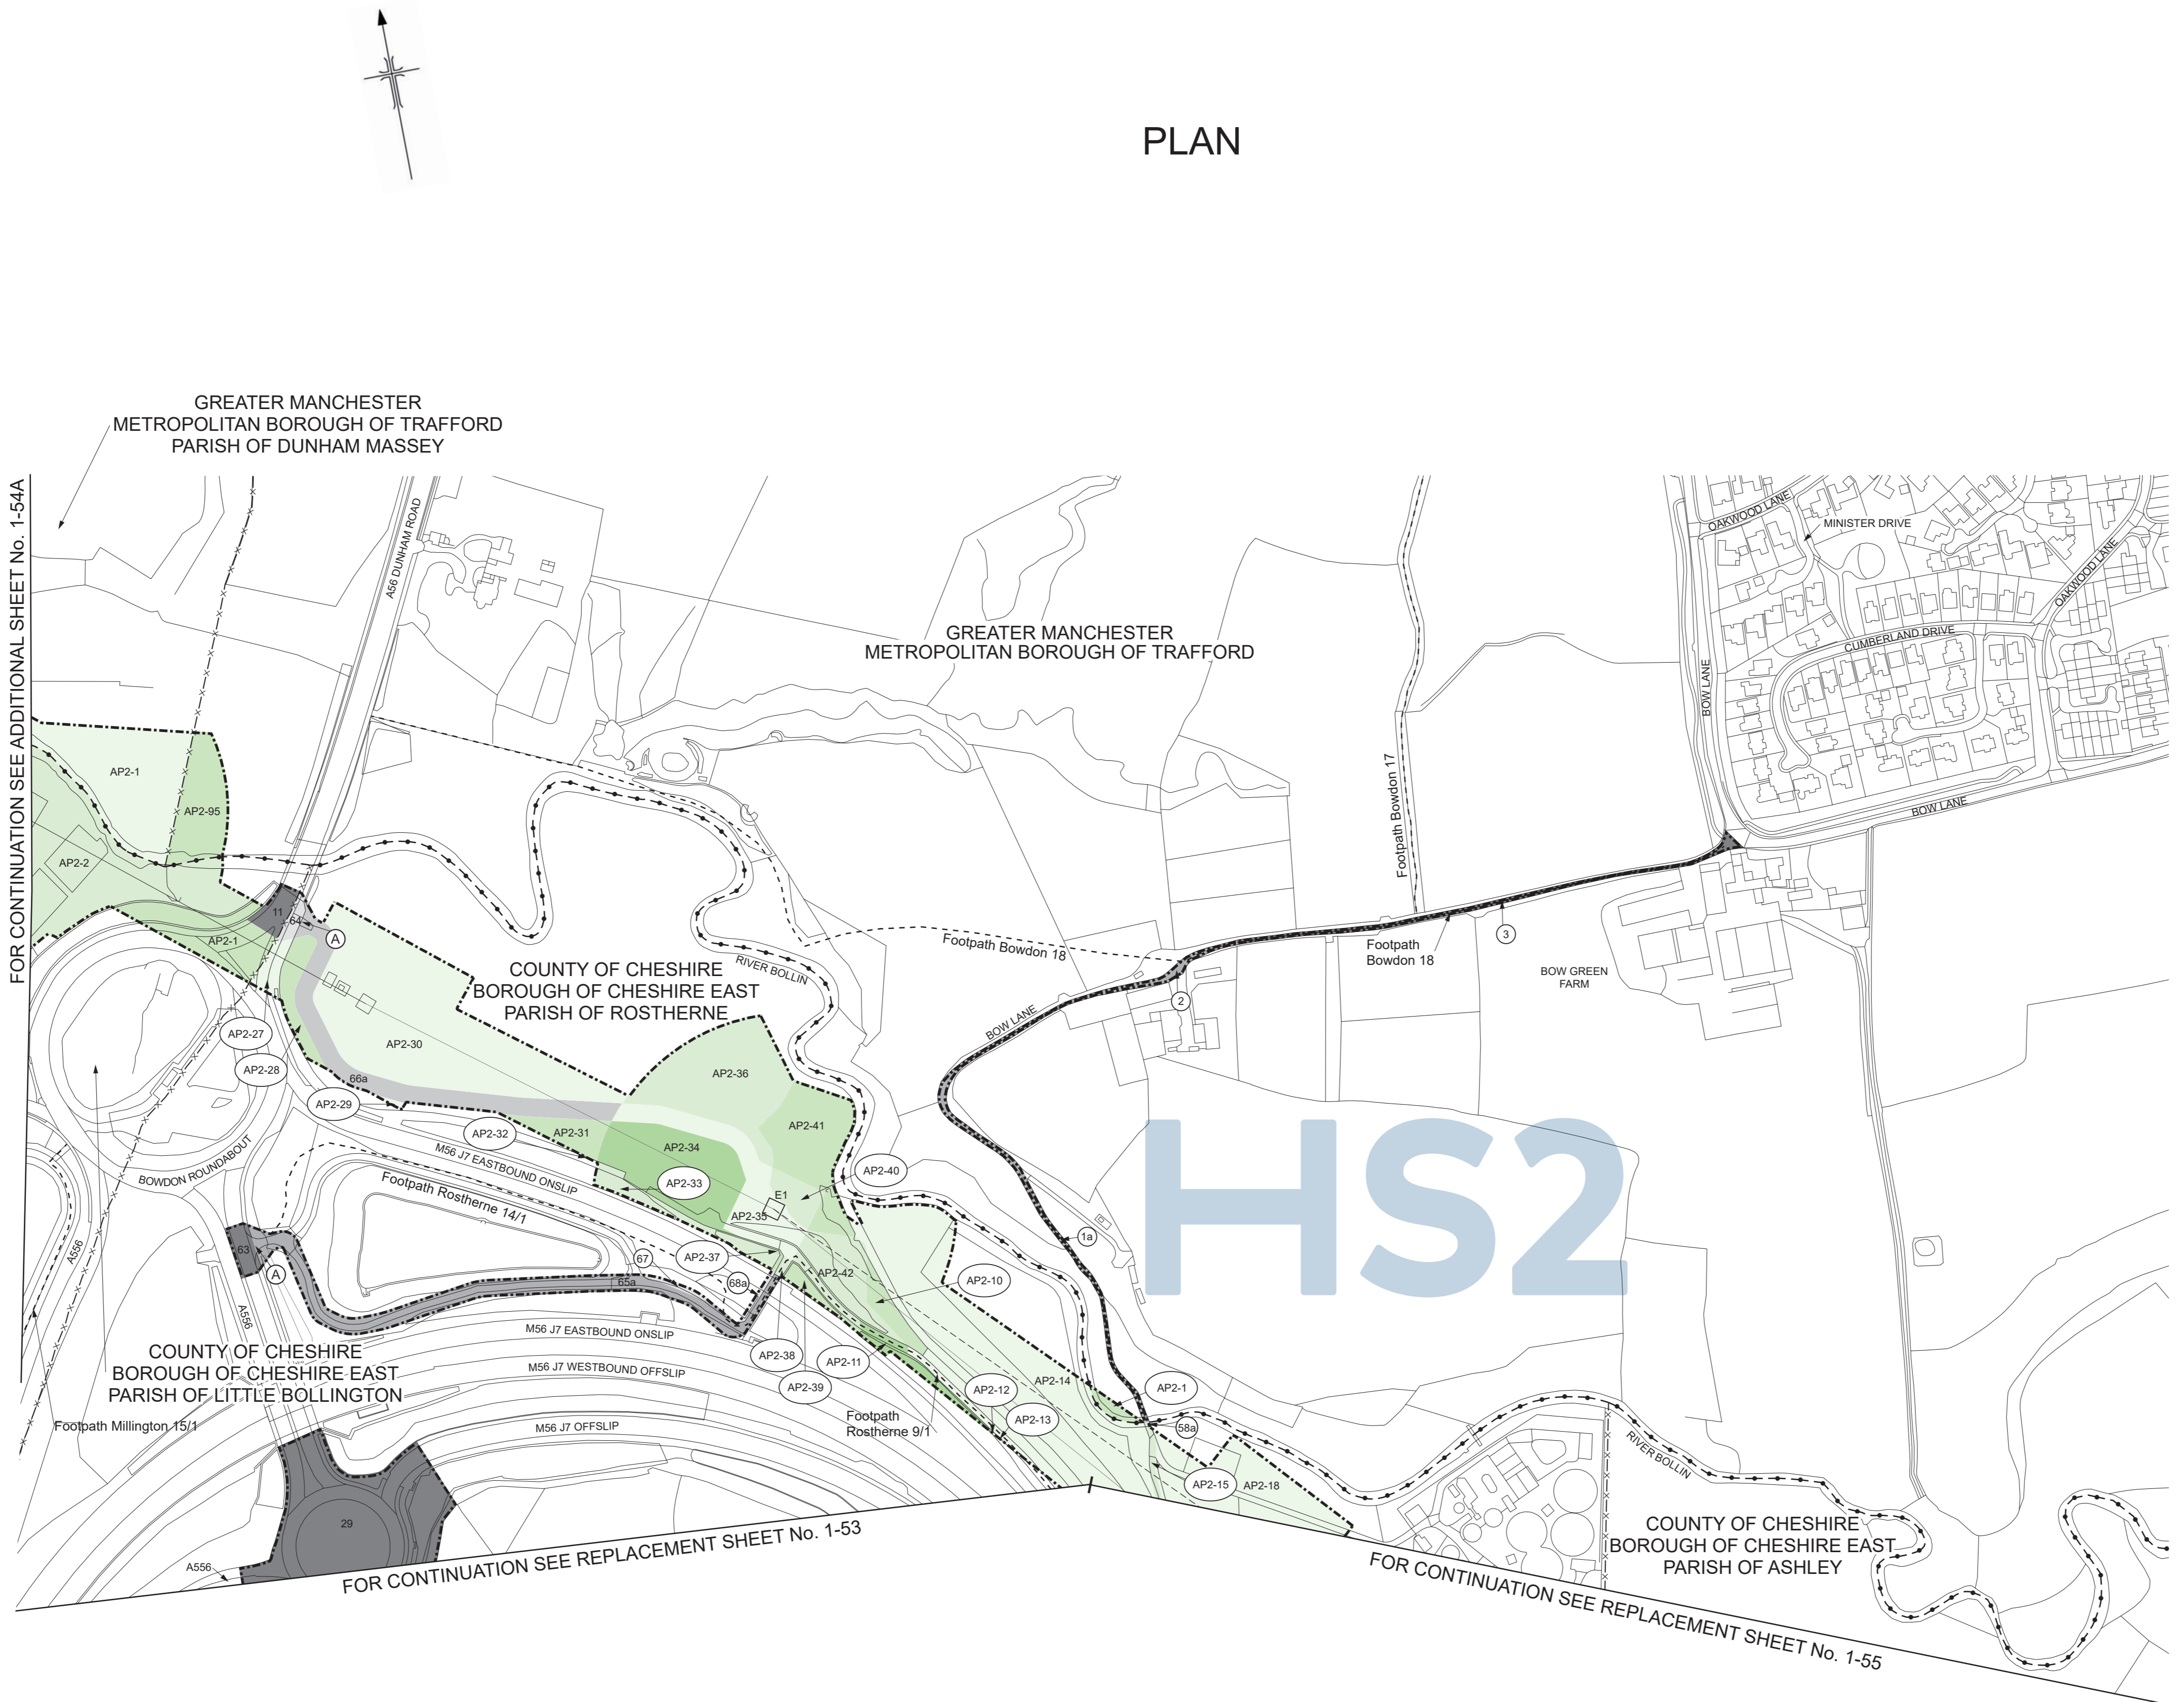 PLAN
GREATER MANCHESTER
METROPOLITAN BOROUGH OF TRAFFORD
PARISH OF DUNHAM MASSEY
FOR CONTINUATION SEE ADDITIONAL SHEET No. 1-54A
A56 DUNHAM ROAD
OAKWOOD LANE
MINISTER DRIVE
OAKWOOD LANE
CUMBERLAND DRIVE
BOW LANE
BOW LANE
GREATER MANCHESTER
METROPOLITAN BOROUGH OF TRAFFORD
Footpath Bowdon 17
AP2-1
AP2-95
AP2-2
11
64
A
AP2-1
Footpath Bowdon 18
Footpath
Bowdon 18
3
2
BOW GREEN
FARM
RIVER BOLLIN
COUNTY OF CHESHIRE
BOROUGH OF CHESHIRE EAST
PARISH OF ROSTHERNE
BOW LANE
AP2-27
AP2-28
AP2-30
66a
AP2-29
AP2-36
AP2-41
AP2-32
AP2-31
AP2-34
AP2-33
AP2-40
E1
AP2-35
BOWDON ROUNDABOUT
M56 J7 EASTBOUND ONSLIP
Footpath Rostherne 14/1
HS2
1a
63
A
A556
A556
67
65a
AP2-37
68a
AP2-42
AP2-10
M56 J7 EASTBOUND ONSLIP
M56 J7 WESTBOUND OFFSLIP
M56 J7 OFFSLIP
AP2-38
AP2-11
AP2-39
AP2-12
AP2-13
AP2-14
AP2-1
58a
AP2-15
AP2-18
Footpath
Rostherne 9/1
COUNTY OF CHESHIRE
BOROUGH OF CHESHIRE EAST
PARISH OF LITTLE BOLLINGTON
Footpath Millington 15/1
29
A556
RIVER BOLLIN
COUNTY OF CHESHIRE
BOROUGH OF CHESHIRE EAST
PARISH OF ASHLEY
FOR CONTINUATION SEE REPLACEMENT SHEET No. 1-53
FOR CONTINUATION SEE REPLACEMENT SHEET No. 1-55